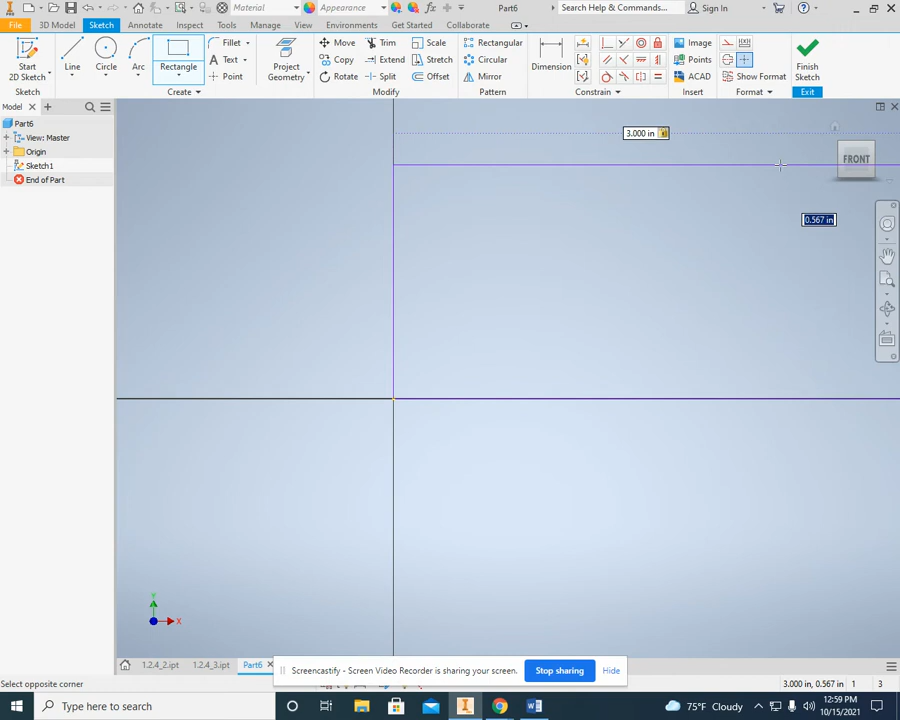 Material
Appearance
Part6
Search Help & Commands...
Sign In
File
3D Model
Sketch
Annotate
Inspect
Tools
Manage
View
Environments
Get Started
Collaborate
Start
2D Sketch
Line
Circle
Arc
Rectangle
Fillet
Text
Point
Project
Geometry
Move
Copy
Rotate
Trim
Extend
Split
Scale
Stretch
Offset
Rectangular
Circular
Mirror
Dimension
Image
Points
ACAD
Show Format
Finish
Sketch
Sketch
Create
Modify
Pattern
Constrain
Insert
Format
Exit
Model
Part6
View: Master
Origin
Sketch1
End of Part
3.000 in
FRONT
0.567 in
Y
X
1.2.4_2.ipt
1.2.4_3.ipt
Part6
Screencastify - Screen Video Recorder is sharing your screen.
Stop sharing
Hide
Select opposite corner
3.000 in, 0.567 in
1
3
Type here to search
75°F Cloudy
12:59 PM
10/15/2021